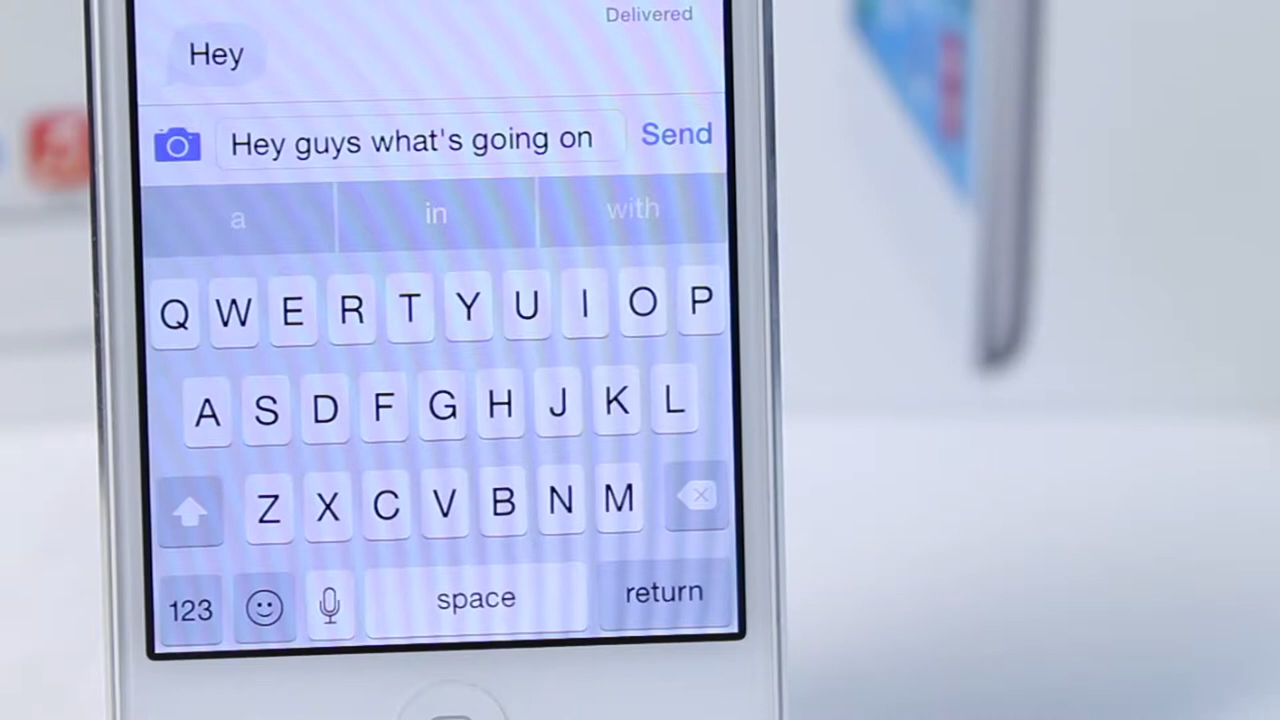 Delivered
Hey
Hey guys what's going on
Send
a in with
Q W E R T Y U I O P
A S D F G H J K L
Z X C V B N M
123 space return